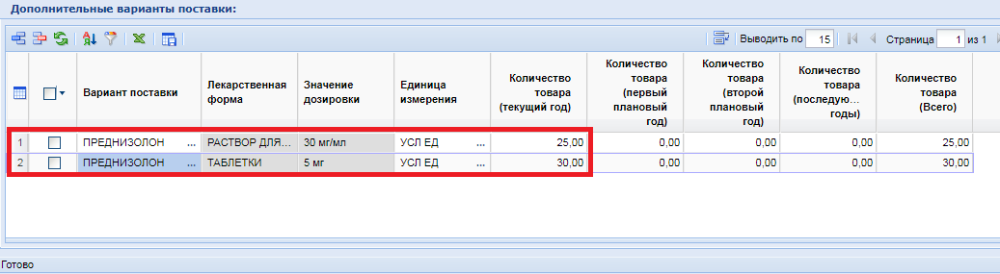 Дополнительные варианты поставки:
Выводить по 15 Страница 1 из 1
Вариант поставки
Лекарственная
форма
Значение
дозировки
Единица
измерения
Количество
товара
(текущий год)
Количество
товара
(первый
плановый
год)
Количество
товара
(второй
плановый
год)
Количество
товара
(последую...
годы)
Количество
товара
(Всего)
1 ПРЕДНИЗОЛОН ... РАСТВОР ДЛЯ... 30 мг/мл УСЛ ЕД ... 25,00 0,00 0,00 0,00 25,00
2 ПРЕДНИЗОЛОН ... ТАБЛЕТКИ 5 мг УСЛ ЕД ... 30,00 0,00 0,00 0,00 30,00
Готово